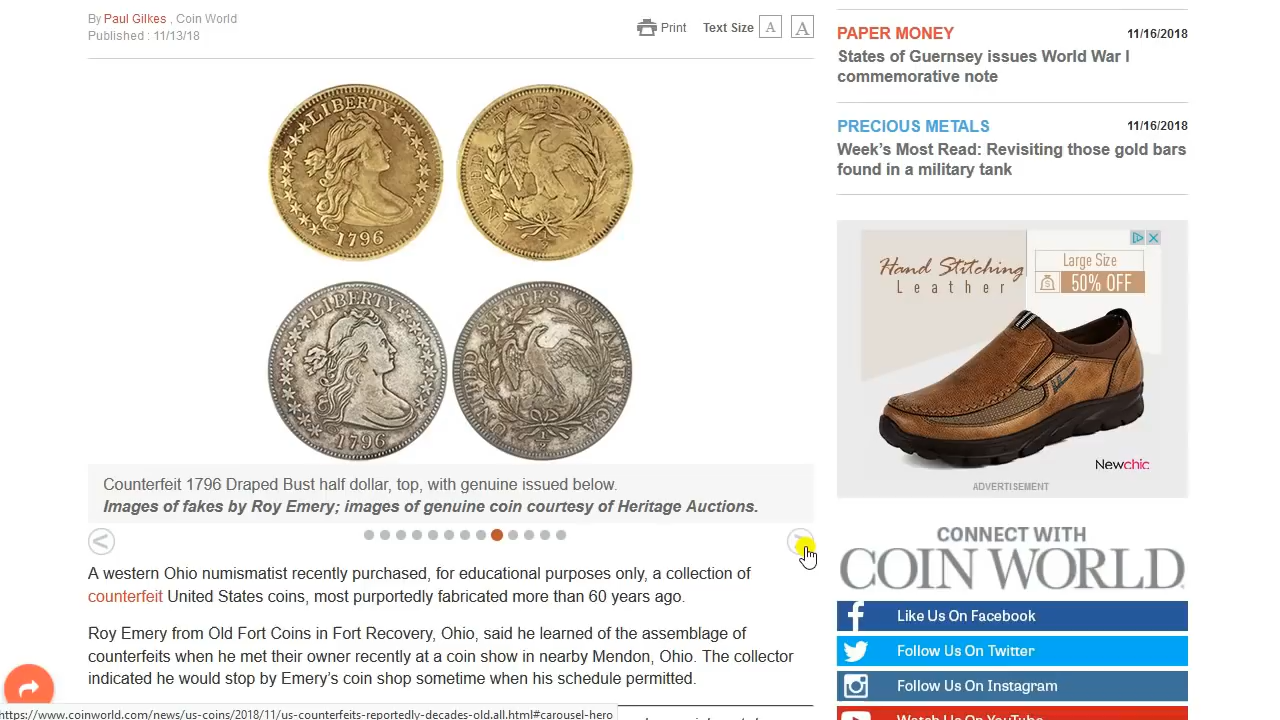 By Paul Gilkes , Coin World
Published : 11/13/18
Print Text Size A A
LIBERTY
1796
LIBERTY
1796
Counterfeit 1796 Draped Bust half dollar, top, with genuine issued below.
Images of fakes by Roy Emery; images of genuine coin courtesy of Heritage Auctions.
A western Ohio numismatist recently purchased, for educational purposes only, a collection of
counterfeit United States coins, most purportedly fabricated more than 60 years ago.
Roy Emery from Old Fort Coins in Fort Recovery, Ohio, said he learned of the assemblage of
counterfeits when he met their owner recently at a coin show in nearby Mendon, Ohio. The collector
indicated he would stop by Emery's coin shop sometime when his schedule permitted.
https://www.coinworld.com/news/us-coins/2018/11/us-counterfeits-reportedly-decades-old.all.html#carousel-hero
PAPER MONEY 11/16/2018
States of Guernsey issues World War I
commemorative note
PRECIOUS METALS 11/16/2018
Week's Most Read: Revisiting those gold bars
found in a military tank
Hand Stitching
Leather
Large Size
50% OFF
Newchic
ADVERTISEMENT
CONNECT WITH
COIN WORLD
Like Us On Facebook
Follow Us On Twitter
Follow Us On Instagram
Watch Us On YouTube